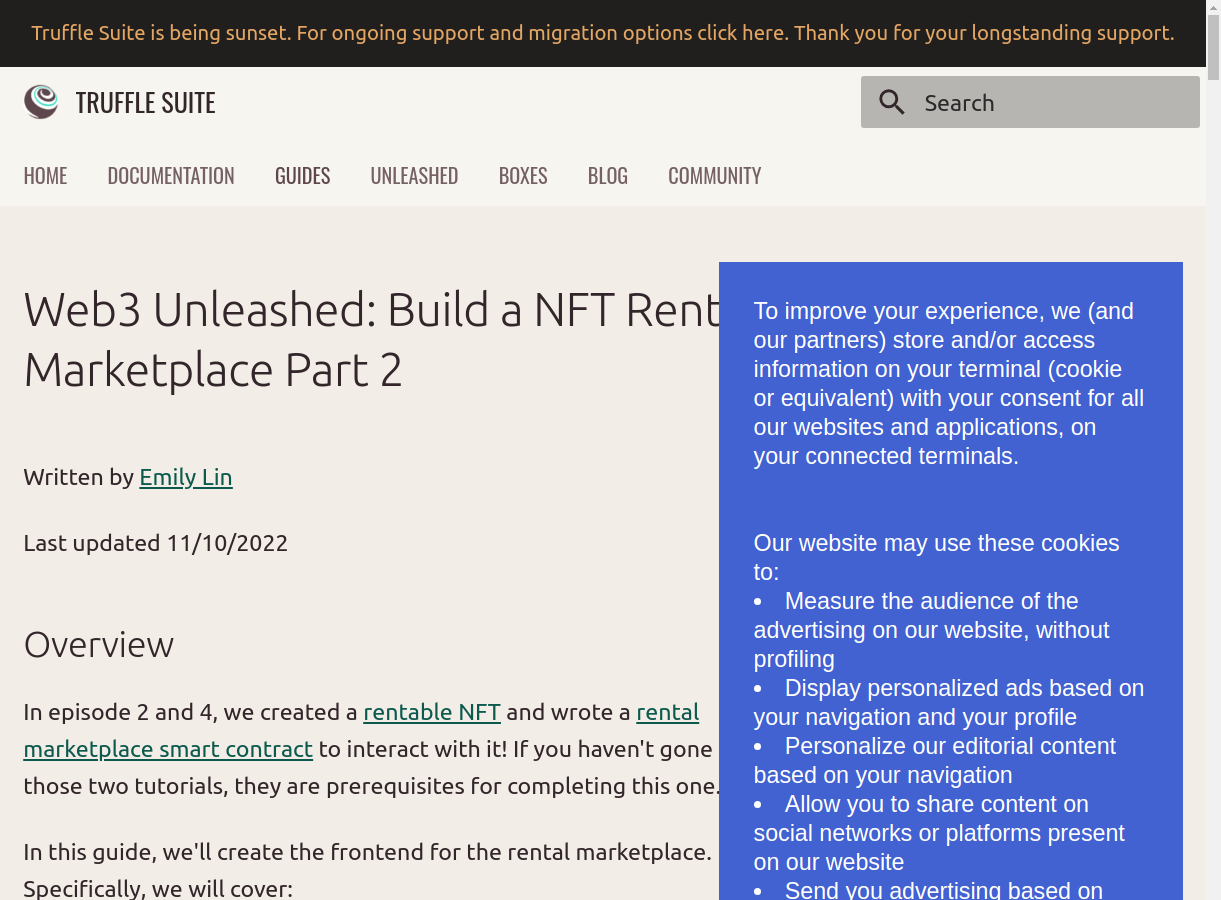 Truffle Suite is being sunset. For ongoing support and migration options click here. Thank you for your longstanding support.
TRUFFLE SUITE
Search
HOME DOCUMENTATION GUIDES UNLEASHED BOXES BLOG COMMUNITY
Web3 Unleashed: Build a NFT Rent
Marketplace Part 2
Written by Emily Lin
Last updated 11/10/2022
Overview
In episode 2 and 4, we created a rentable NFT and wrote a rental
marketplace smart contract to interact with it! If you haven't gone
those two tutorials, they are prerequisites for completing this one.
In this guide, we'll create the frontend for the rental marketplace.
Specifically, we will cover:
To improve your experience, we (and
our partners) store and/or access
information on your terminal (cookie
or equivalent) with your consent for all
our websites and applications, on
your connected terminals.
Our website may use these cookies
to:
• Measure the audience of the
advertising on our website, without
profiling
• Display personalized ads based on
your navigation and your profile
• Personalize our editorial content
based on your navigation
• Allow you to share content on
social networks or platforms present
on our website
• Send you advertising based on